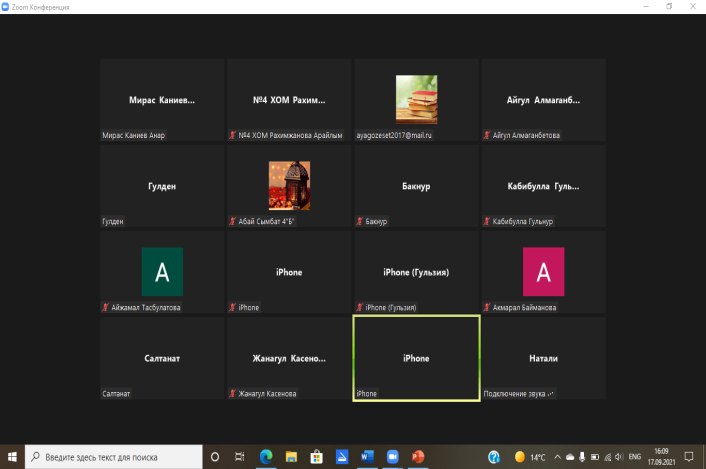 Zoom Конференция
Мирас Каниев...
№4 ХОМ Рахим...
Айгул Алмаганб...
Мирас Каниев Анар
№4 ХОМ Рахимжанова Арайлым
ayagozeset2017@mail.ru
Айгул Алмаганбетова
Гулден
Бакнур
Кабибулла Гуль...
Гулден
Абай Сымбат 4"Б"
Бакнур
Кабибулла Гульнур
А
iPhone
iPhone (Гульзия)
А
Айжамал Тасбулатова
iPhone
iPhone (Гульзия)
Акмарал Байманова
Салтанат
Жанагул Касено...
iPhone
Натали
Салтанат
Жанагул Касенова
iPhone
Подключение звука
Введите здесь текст для поиска
14°C
ENG
16:09
17.09.2021